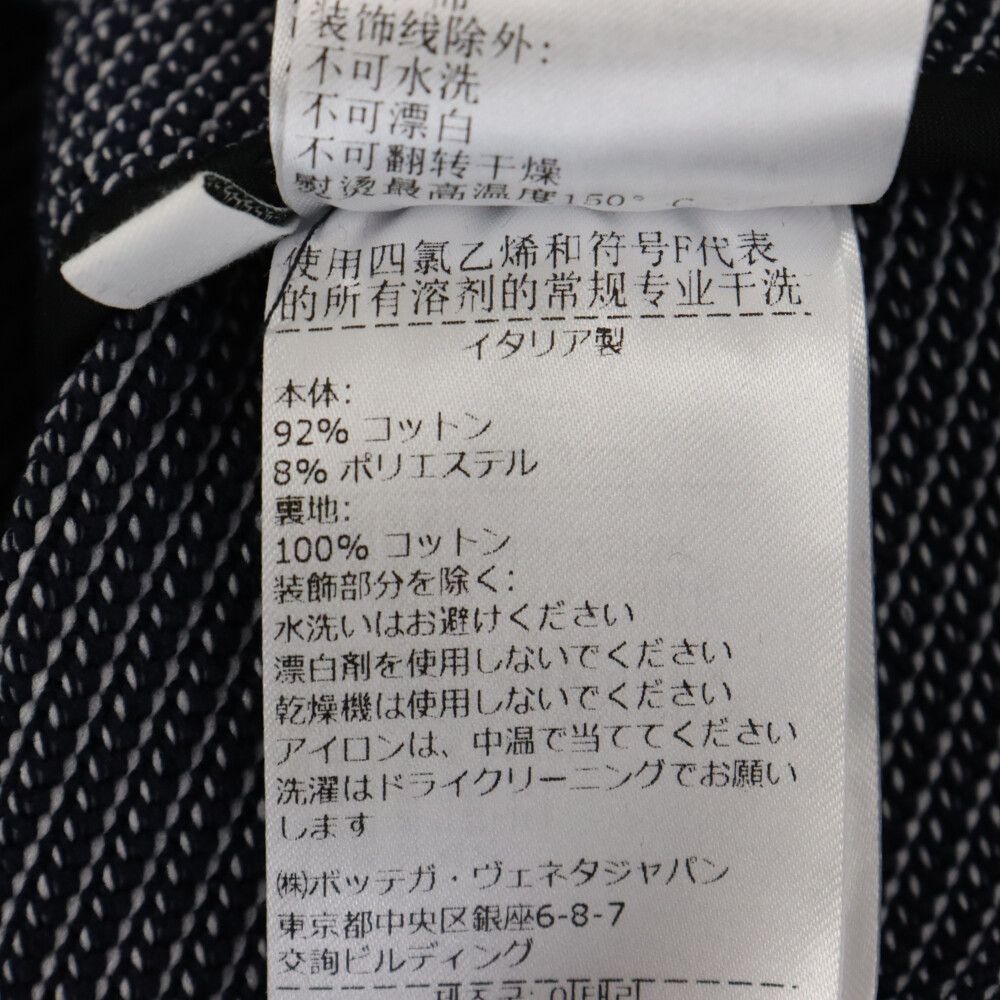 装饰线除外:
不可水洗
不可漂白
不可翻转干燥
熨烫最高温度150°C
使用四氯乙烯和符号F代表
的所有溶剂的常规专业干洗
イタリア製
本体:
92% コットン
8% ポリエステル
裏地:
100% コットン
装飾部分を除く:
水洗いはお避けください
漂白剤を使用しないでください
乾燥機は使用しないでください
アイロンは、中温で当ててください
洗濯はドライクリーニングでお願い
します
㈱ボッテガ・ヴェネタジャパン
東京都中央区銀座6-8-7
交詢ビルディング
제조국: 이태리